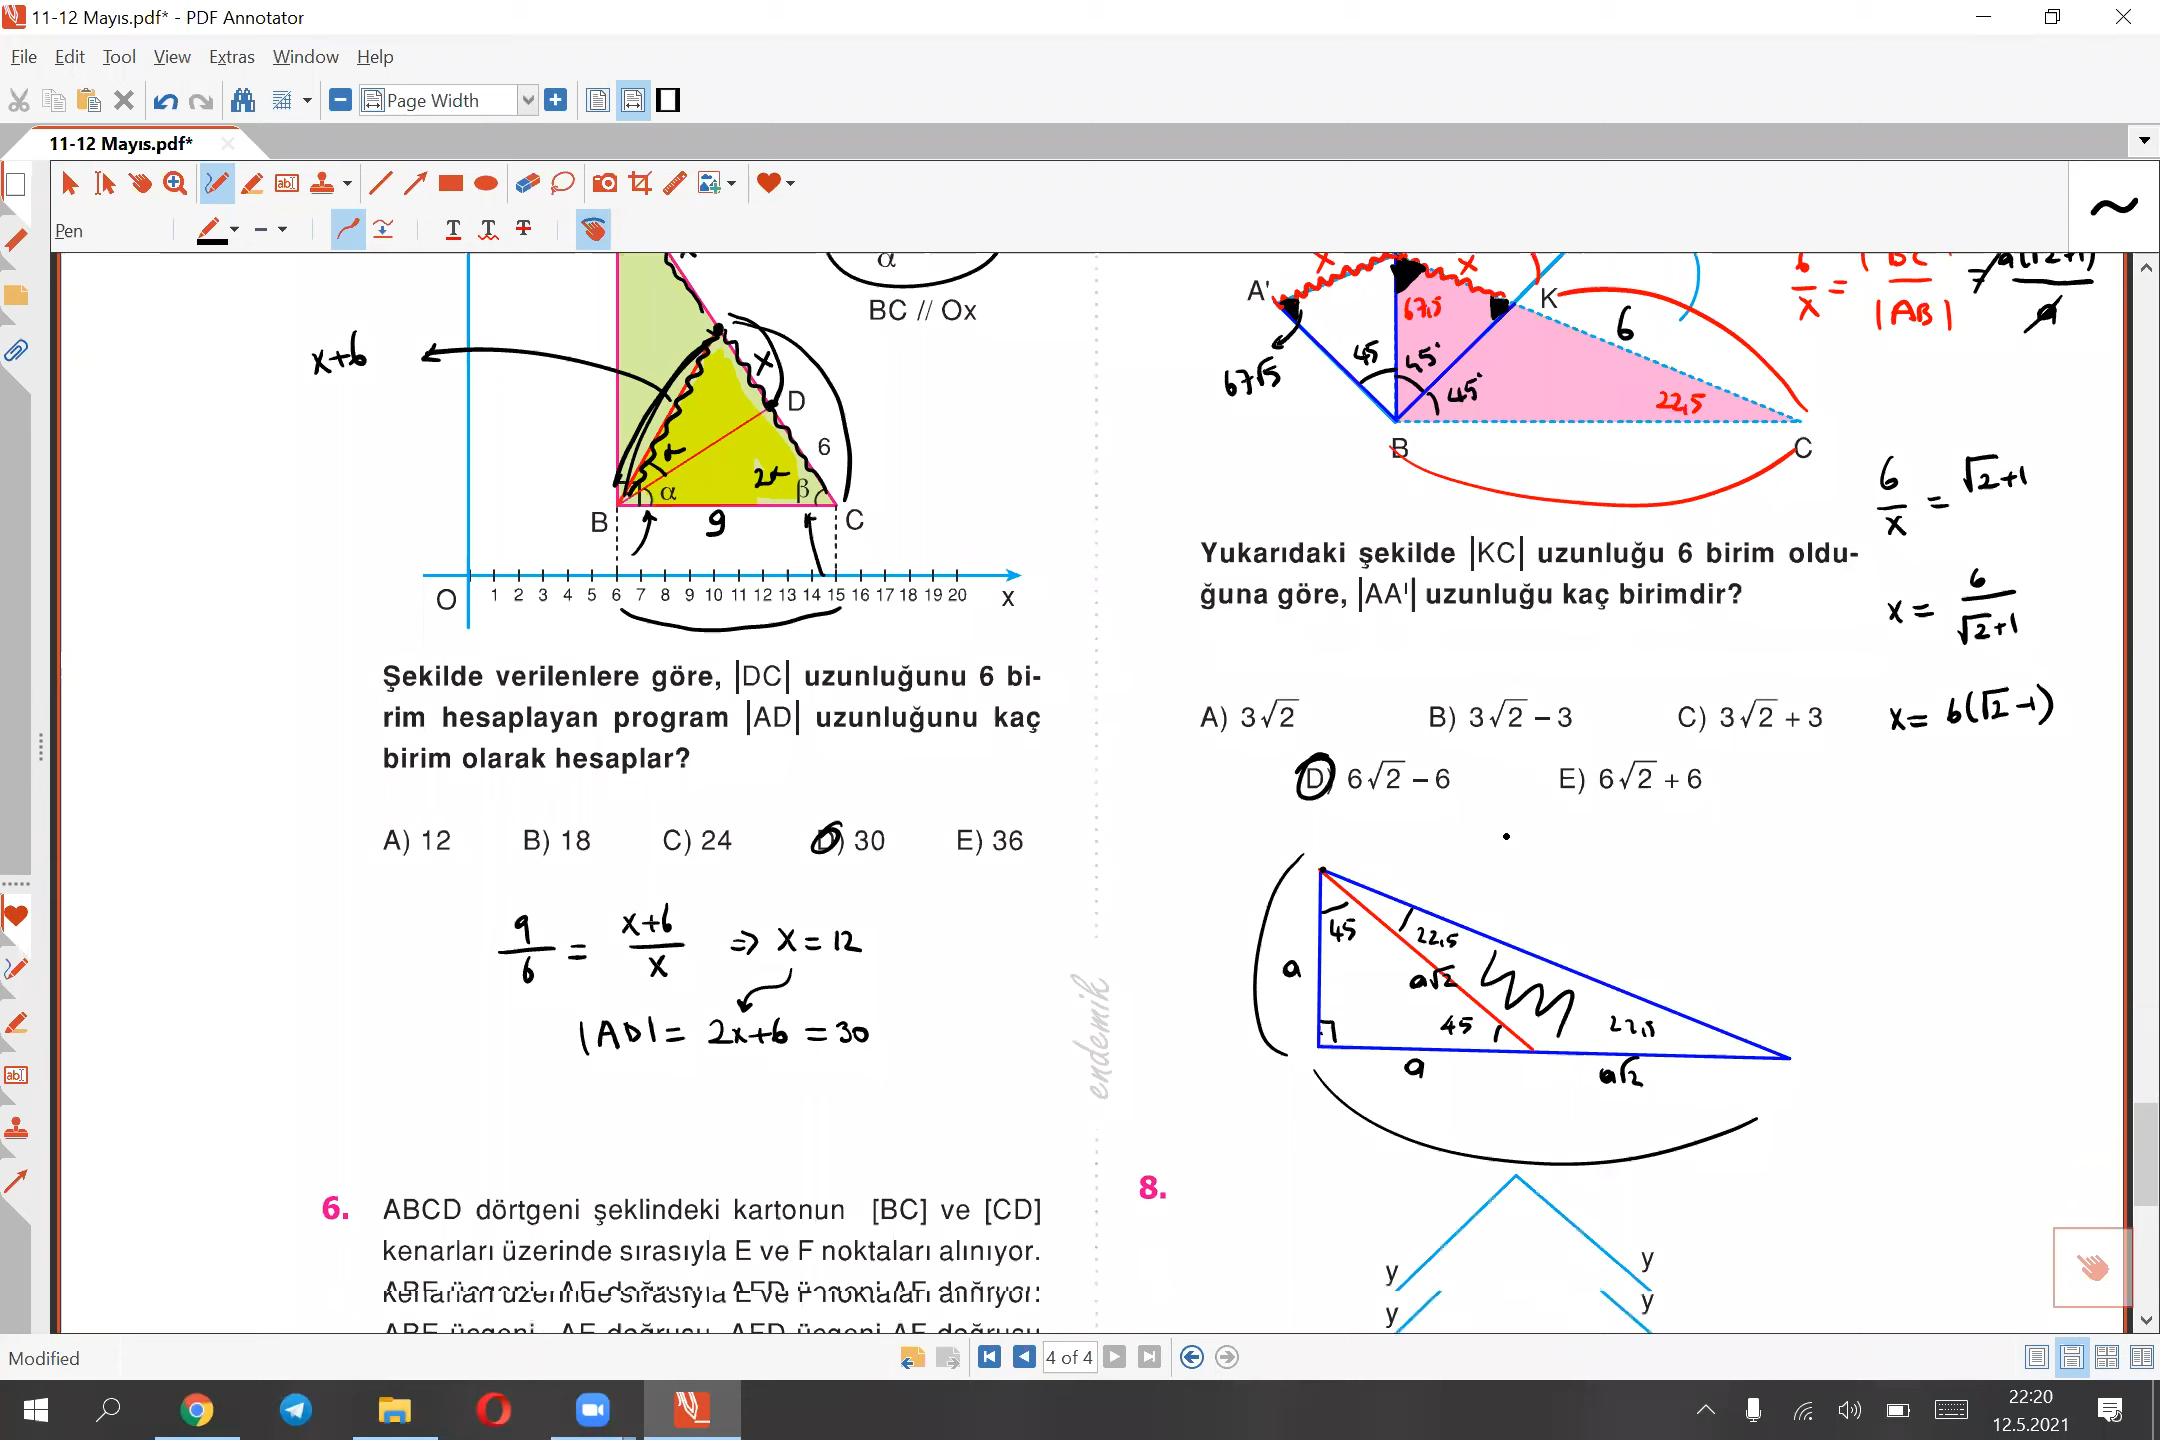 11-12 Mayıs.pdf* - PDF Annotator
File Edit Tool View Extras Window Help
Page Width
11-12 Mayıs.pdf*
Pen
α
BC // Ox
x+6
x
D
6
α
2α
β
B
9
C
O
1 2 3 4 5 6 7 8 9 10 11 12 13 14 15 16 17 18 19 20
x
Şekilde verilenlere göre, |DC| uzunluğunu 6 bi-
rim hesaplayan program |AD| uzunluğunu kaç
birim olarak hesaplar?
A) 12 B) 18 C) 24 D) 30 E) 36
9/6 = x+6/x => x = 12
|AD| = 2x+6 = 30
6. ABCD dörtgeni şeklindeki kartonun [BC] ve [CD]
kenarları üzerinde sırasıyla E ve F noktaları alınıyor.
endemik
x x
A'
K
67,5
6
45 45°
45°
67√5
22,5
B
C
6/x = |BC|/|AB| = a(√2+1)/a
6/x = √2+1
x = 6/√2+1
x = 6(√2-1)
Yukarıdaki şekilde |KC| uzunluğu 6 birim oldu-
ğuna göre, |AA'| uzunluğu kaç birimdir?
A) 3√2 B) 3√2 – 3 C) 3√2 + 3
D) 6√2 – 6 E) 6√2 + 6
45
22,5
a
a√2
45
22,5
a
a√2
8.
y y
y y
Modified
4 of 4
22:20
12.5.2021